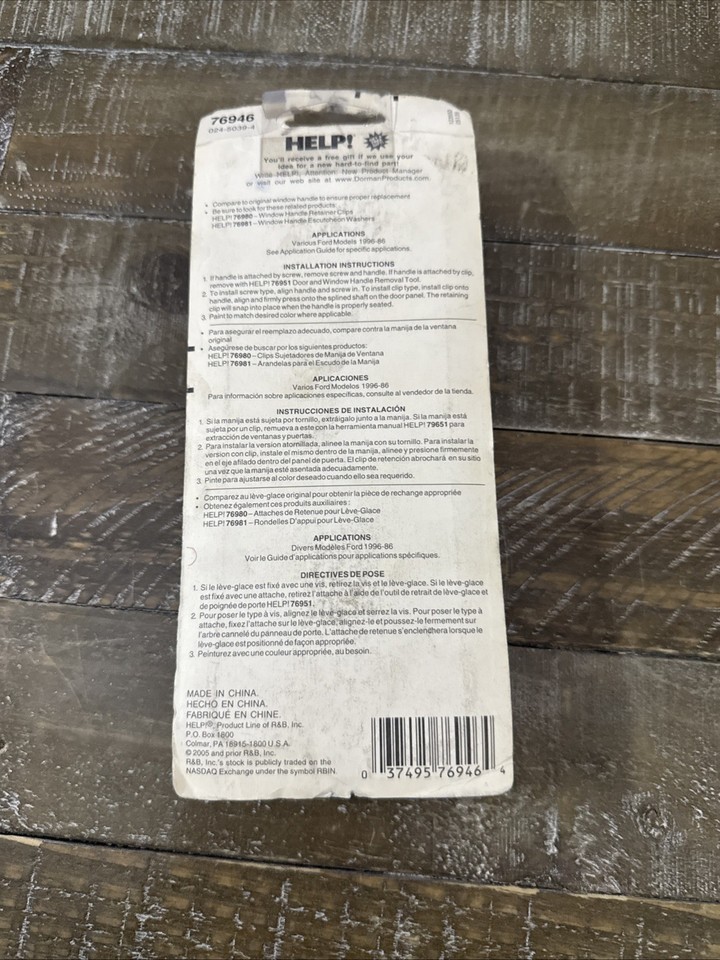 76946
024-5039-4
HELP!
You'll receive a free gift if we use your
idea for a new hard-to-find part!
Write HELP!, Attention: New Product Manager
or visit our web site at www.DormanProducts.com.
• Compare to original window handle to ensure proper replacement
• Be sure to look for these related products:
HELP! 76980 – Window Handle Retainer Clips
HELP! 76981 – Window Handle Escutcheon Washers
APPLICATIONS
Various Ford Models 1996-86
See Application Guide for specific applications.
INSTALLATION INSTRUCTIONS
1. If handle is attached by screw, remove screw and handle. If handle is attached by clip,
remove with HELP! 76951 Door and Window Handle Removal Tool.
2. To install screw type, align handle and screw in. To install clip type, install clip onto
handle, align and firmly press onto the splined shaft on the door panel. The retaining
clip will snap into place when the handle is properly seated.
3. Paint to match desired color where applicable.
• Para asegurar el reemplazo adecuado, compare contra la manija de la ventana
original
• Asegúrese de buscar por los siguientes productos:
HELP! 76980 – Clips Sujetadores de Manija de Ventana
HELP! 76981 – Arandelas para el Escudo de la Manija
APLICACIONES
Varios Ford Modelos 1996-86
Para información sobre aplicaciones específicas, consulte al vendedor de la tienda.
INSTRUCCIONES DE INSTALACIÓN
1. Si la manija está sujeta por tornillo, extráigalo junto a la manija. Si la manija está
sujeta por un clip, remueva a este con la herramienta manual HELP! 79651 para
extracción de ventanas y puertas.
2. Para instalar la version atornillada, alinee la manija con su tornillo. Para instalar la
version con clip, instale el mismo dentro de la manija, alinee y presione firmemente
en el eje afilado dentro del panel de puerta. El clip de retención abrochará en su sitio
una vez que la manija esté asentada adecuadamente.
3. Pinte para ajustarse al color deseado cuando ello sea requerido.
• Comparez au lève-glace original pour obtenir la pièce de rechange appropriée
• Obtenez également ces produits auxiliaires :
HELP! 76980 – Attaches de Retenue pour Lève-Glace
HELP! 76981 – Rondelles D'appui pour Lève-Glace
APPLICATIONS
Divers Modèles Ford 1996-86
Voir le Guide d'applications pour applications spécifiques.
DIRECTIVES DE POSE
1. Si le lève-glace est fixé avec une vis, retirez la vis et le lève-glace. Si le lève-glace
est fixé avec une attache, retirez l'attache à l'aide de l'outil de retrait de lève-glace et
de poignée de porte HELP! 76951.
2. Pour poser le type à vis, alignez le lève-glace et serrez la vis. Pour poser le type à
attache, fixez l'attache sur le lève-glace, alignez-le et poussez-le fermement sur
l'arbre cannelé du panneau de porte. L'attache de retenue s'enclenchera lorsque le
lève-glace est positionné de façon appropriée.
3. Peinturez avec une couleur appropriée, au besoin.
MADE IN CHINA.
HECHO EN CHINA.
FABRIQUÉ EN CHINE.
HELP!®, Product Line of R&B, Inc.
P.O. Box 1800
Colmar, PA 18915-1800 U.S.A.
© 2005 and prior R&B, Inc.
R&B, Inc.'s stock is publicly traded on the
NASDAQ Exchange under the symbol RBIN.
0 37495 76946 4